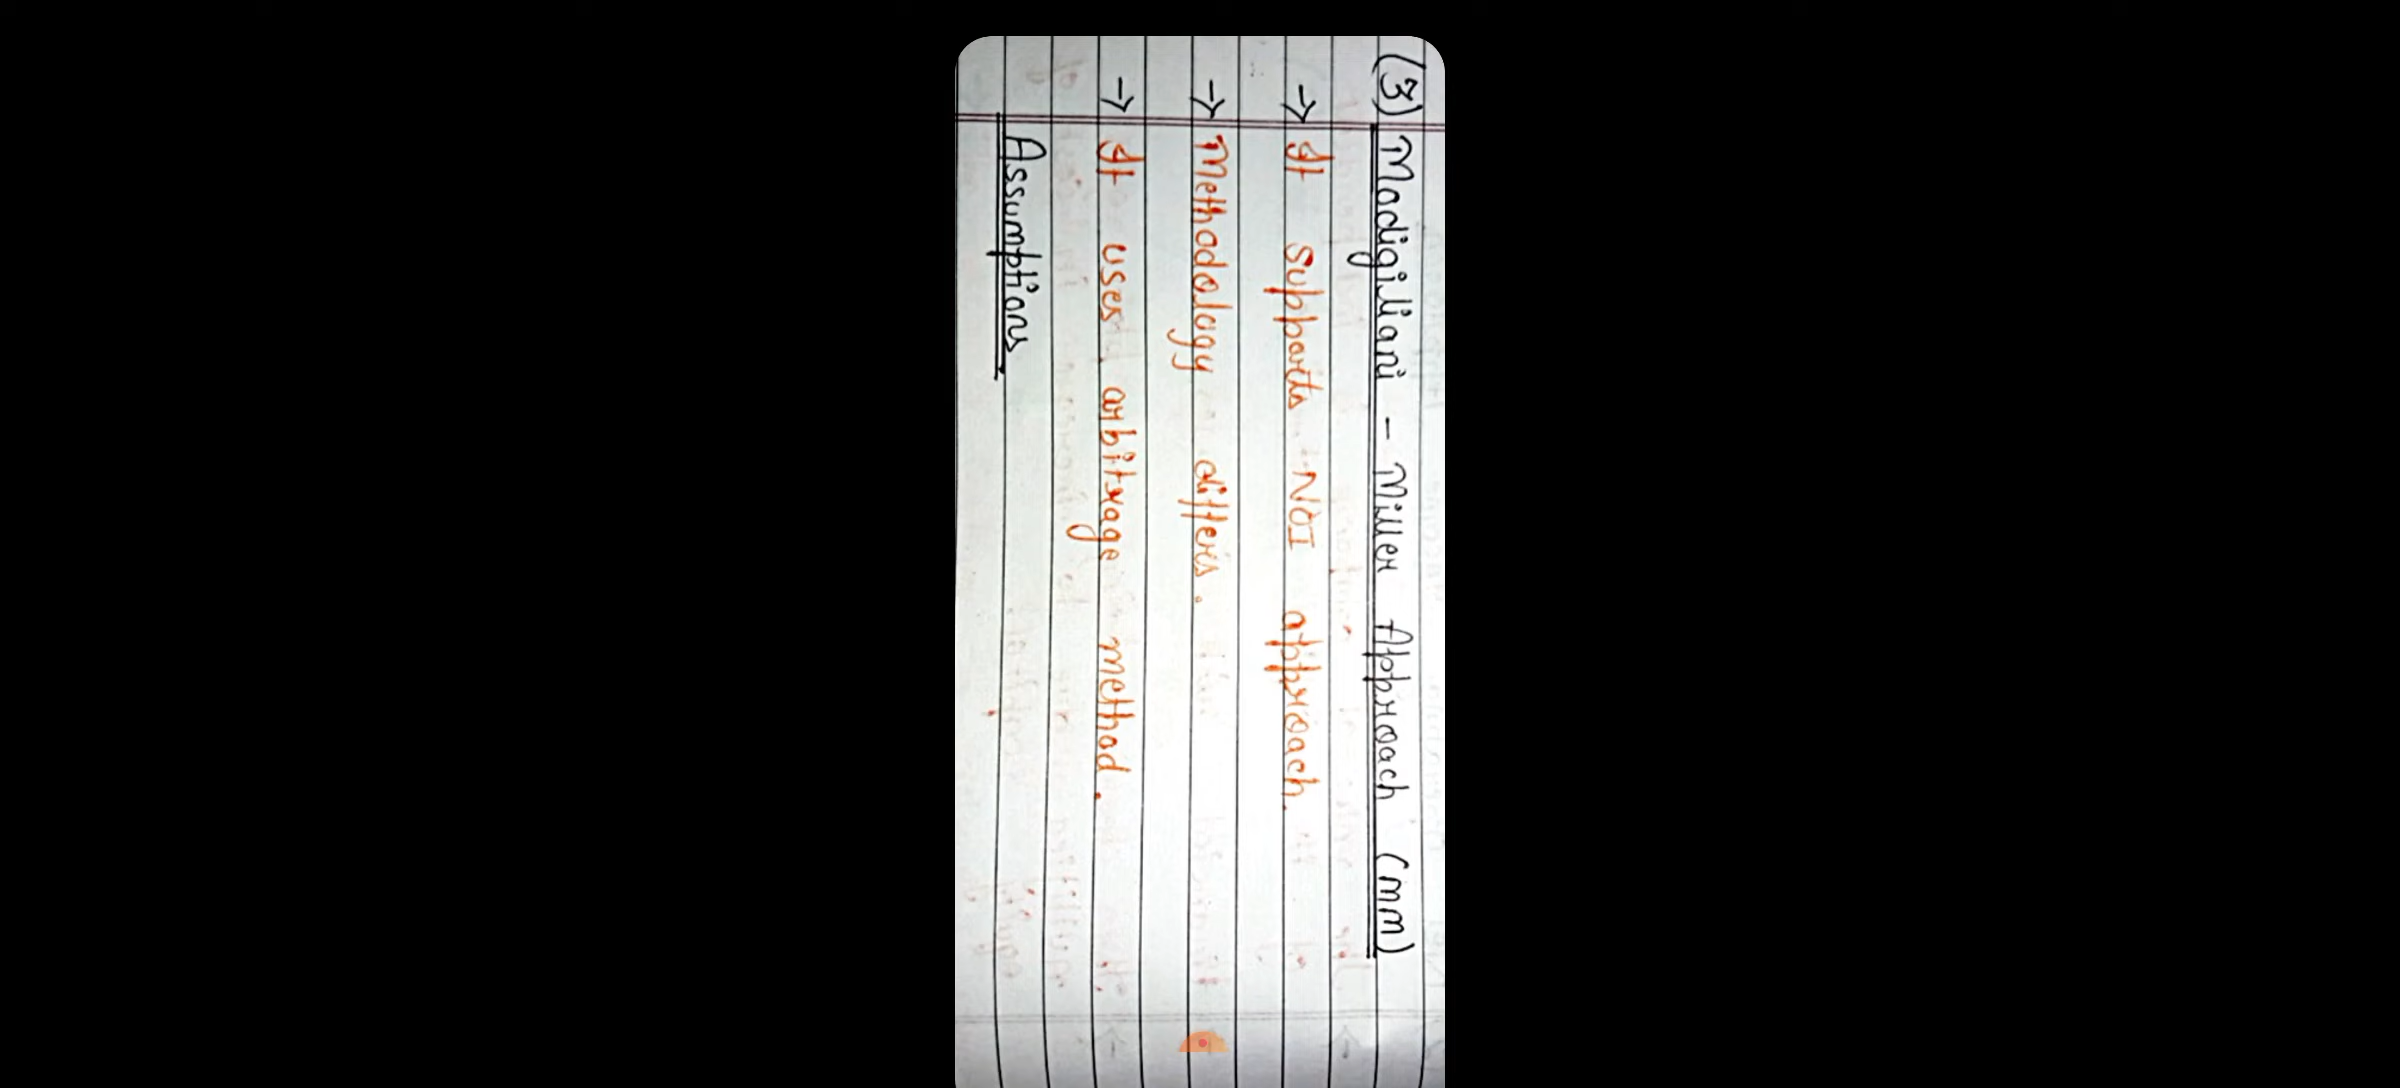 (3) Modigiliani - Miller Approach (MM)
→ It supports NOI approach.
→ Methodology differs.
→ It uses arbitrage method.
Assumptions